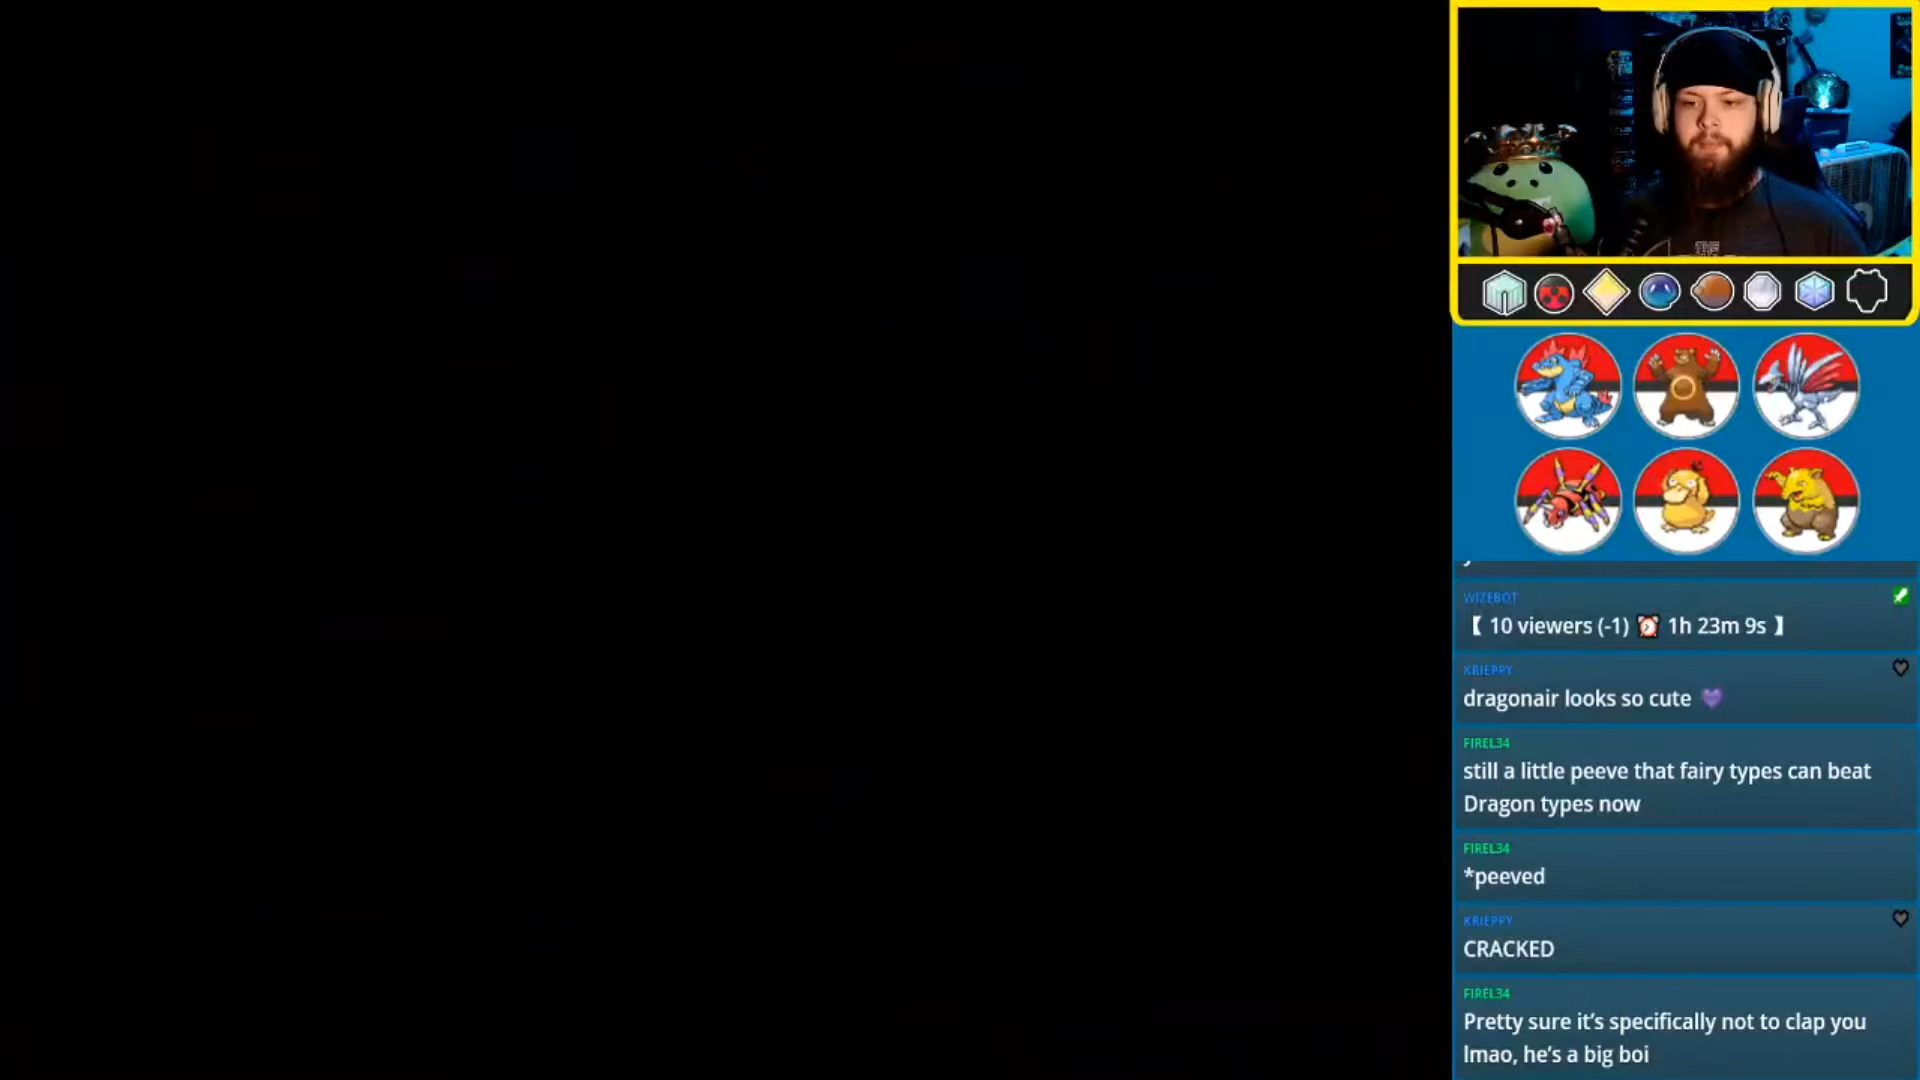 THE
WIZEBOT
【 10 viewers (-1) ⏰ 1h 23m 9s 】
KRIEPPY
dragonair looks so cute 💜
FIREL34
still a little peeve that fairy types can beat
Dragon types now
FIREL34
*peeved
KRIEPPY
CRACKED
FIREL34
Pretty sure it's specifically not to clap you
lmao, he's a big boi